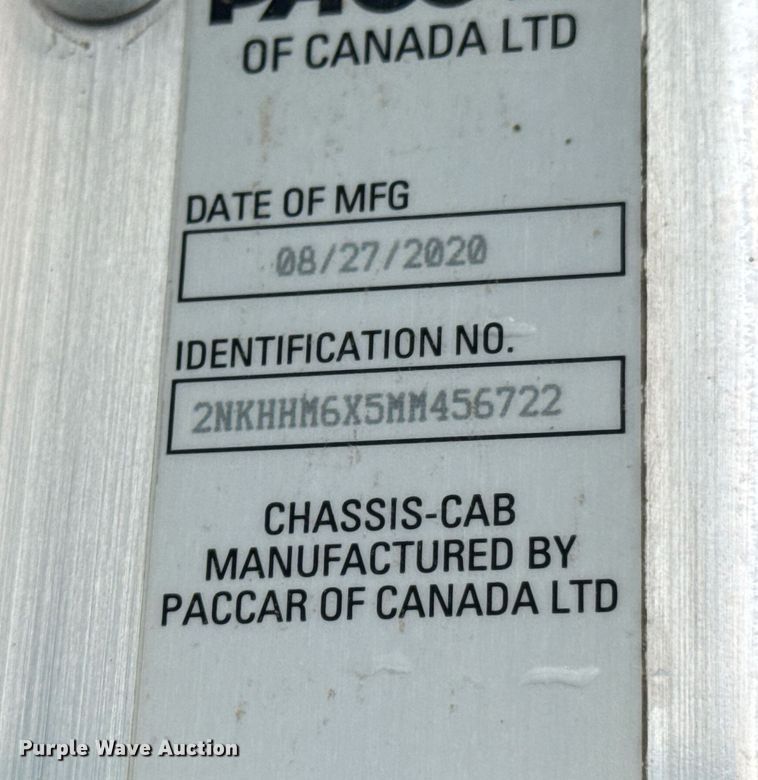 PACCAR
OF CANADA LTD
DATE OF MFG
08/27/2020
IDENTIFICATION NO.
2NKHHM6X5MM456722
CHASSIS-CAB
MANUFACTURED BY
PACCAR OF CANADA LTD
Purple Wave Auction